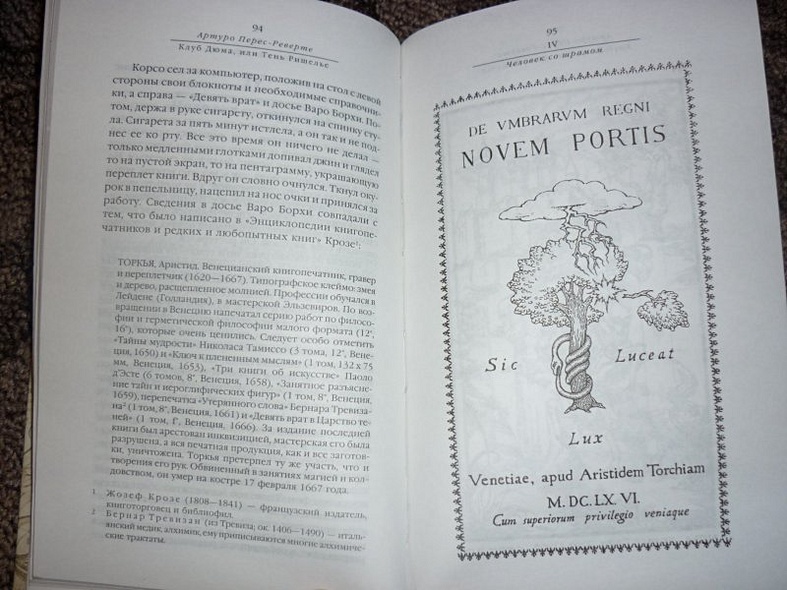 94
Артуро Перес-Реверте
Клуб Дюма, или Тень Ришелье
Корсо сел за компьютер, положив на стол с левой
стороны свои блокноты и необходимые справочни-
ки, а справа — «Девять врат» и досье Варо Борхи. По-
том, держа в руке сигарету, откинулся на спинку сту-
ла. Сигарета за пять минут истлела, а он так и не под-
нес ее ко рту. Все это время он ничего не делал —
только медленными глотками допивал джин и глядел
то на пустой экран, то на пентаграмму, украшающую
переплет книги. Вдруг он словно очнулся. Ткнул оку-
рок в пепельницу, нацепил на нос очки и принялся за
работу. Сведения в досье Варо Борхи совпадали с
тем, что было написано в «Энциклопедии книгопе-
чатников и редких и любопытных книг» Крозе¹:
ТОРКЬЯ, Аристид. Венецианский книгопечатник, гравер
и переплетчик (1620—1667). Типографское клеймо: змея
и дерево, расщепленное молнией. Профессии обучался в
Лейдене (Голландия), в мастерской Эльзевиров. По воз-
вращении в Венецию напечатал серию работ по филосо-
фии и герметической философии малого формата (12°,
16°), которые очень ценились. Следует особо отметить
«Тайны мудрости» Николаса Тамиссо (3 тома, 12°, Вене-
ция, 1650) и «Ключ к плененным мыслям» (1 том, 132 x 75
мм, Венеция, 1653), «Три книги об искусстве» Паоло
д'Эсте (6 томов, 8°, Венеция, 1658), «Занятное разъясне-
ние тайн и иероглифических фигур» (1 том, 8°, Венеция,
1659), перепечатка «Утерянного слова» Бернара Тревиза-
на² (1 том, 8°, Венеция, 1661) и «Девять врат в Царство те-
ней» (1 том, f°, Венеция, 1666). За издание последней
книги был арестован инквизицией, мастерская его была
разрушена, а вся печатная продукция, как и все заготов-
ки, уничтожена. Торкья претерпел ту же участь, что и
творения его рук. Обвиненный в занятиях магией и кол-
довством, он умер на костре 17 февраля 1667 года.
1 Жозеф Крозе (1808—1841) — французский издатель,
книготорговец и библиофил.
2 Бернар Тревизан (из Тревиза; ок. 1406—1490) — италь-
янский медик, алхимик, ему приписываются многие алхимиче-
ские трактаты.
95
IV
Человек со шрамом
DE VMBRARVM REGNI
NOVEM PORTIS
Sic Luceat
Lux
Venetiae, apud Aristidem Torchiam
M. DC. LX. VI.
Cum superiorum privilegio veniaque